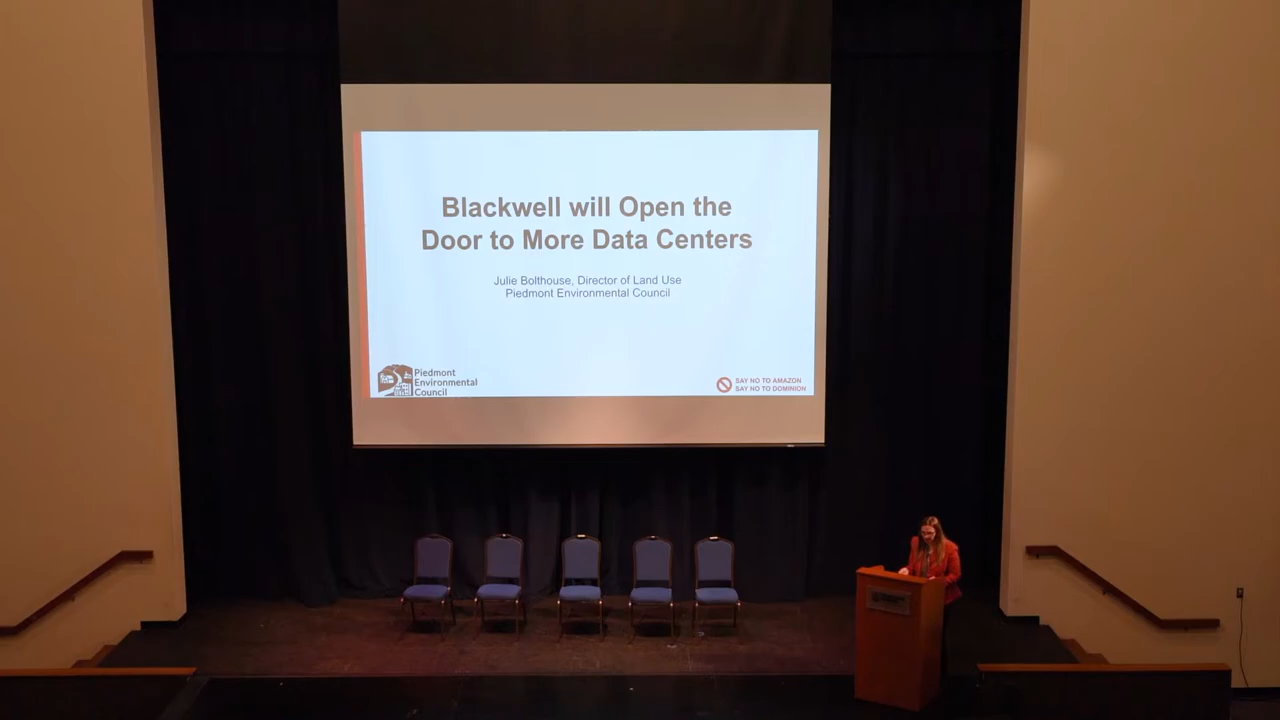 Blackwell will Open the
Door to More Data Centers
Julie Bolthouse, Director of Land Use
Piedmont Environmental Council
Piedmont
Environmental
Council
SAY NO TO AMAZON
SAY NO TO DOMINION